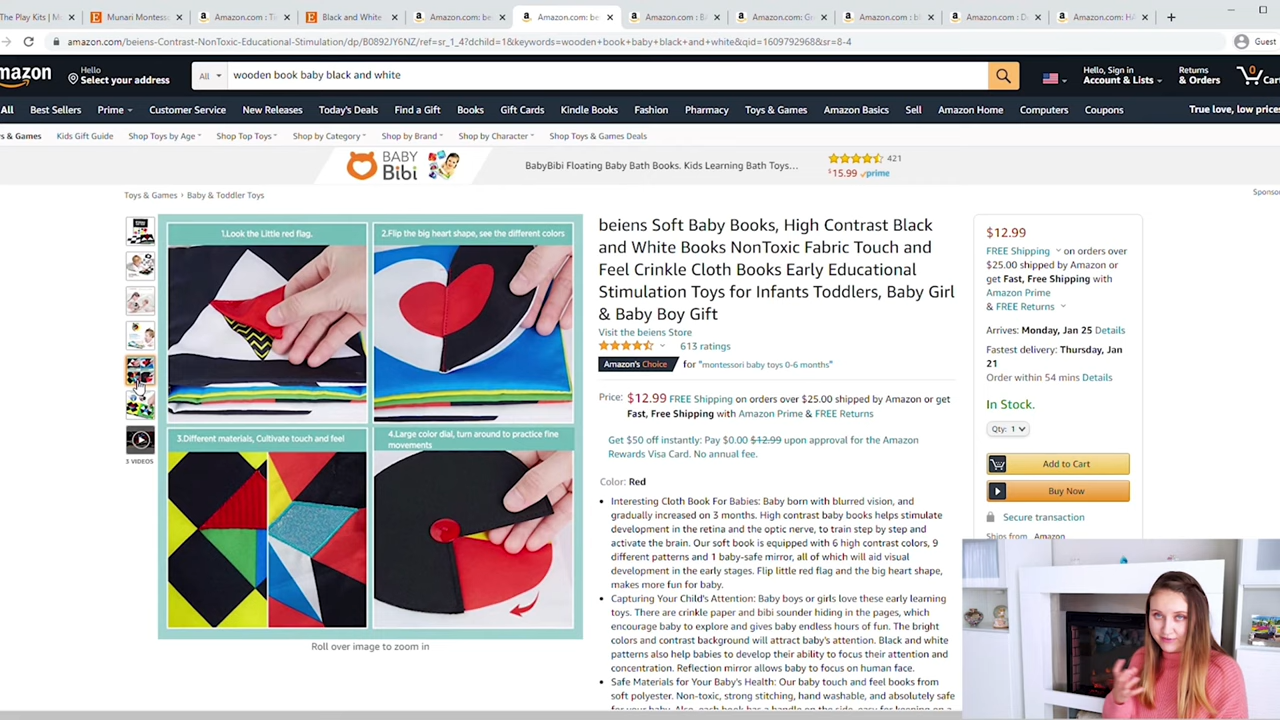 The Play Kits | M
Munari Montess
Amazon.com : Ti
Black and White
Amazon.com: be
Amazon.com: be
Amazon.com : B
Amazon.com: Gr
Amazon.com : bl
Amazon.com : D
Amazon.com: HA
amazon.com/beiens-Contrast-NonToxic-Educational-Stimulation/dp/B0892JY6NZ/ref=sr_1_4?dchild=1&keywords=wooden+book+baby+black+and+white&qid=1609792968&sr=8-4
Guest
amazon
Hello
Select your address
All
wooden book baby black and white
Hello, Sign in
Account & Lists
Returns
& Orders
0
Cart
All Best Sellers Prime Customer Service New Releases Today's Deals Find a Gift Books Gift Cards Kindle Books Fashion Pharmacy Toys & Games Amazon Basics Sell Amazon Home Computers Coupons True love, low prices
s & Games Kids Gift Guide Shop Toys by Age Shop Top Toys Shop by Category Shop by Brand Shop by Character Shop Toys & Games Deals
BABY
Bibi
BabyBibi Floating Baby Bath Books. Kids Learning Bath Toys…
421
$15.99 prime
Toys & Games › Baby & Toddler Toys
Sponsor
1.Look the Little red flag.
2.Flip the big heart shape, see the different colors
3.Different materials, Cultivate touch and feel
4.Large color dial, turn around to practice fine
movements
3 VIDEOS
Roll over image to zoom in
beiens Soft Baby Books, High Contrast Black
and White Books NonToxic Fabric Touch and
Feel Crinkle Cloth Books Early Educational
Stimulation Toys for Infants Toddlers, Baby Girl
& Baby Boy Gift
Visit the beiens Store
613 ratings
Amazon's Choice for "montessori baby toys 0-6 months"
Price: $12.99 FREE Shipping on orders over $25.00 shipped by Amazon or get
Fast, Free Shipping with Amazon Prime & FREE Returns
Get $50 off instantly: Pay $0.00 $12.99 upon approval for the Amazon
Rewards Visa Card. No annual fee.
Color: Red
• Interesting Cloth Book For Babies: Baby born with blurred vision, and
gradually increased on 3 months. High contrast baby books helps stimulate
development in the retina and the optic nerve, to train step by step and
activate the brain. Our soft book is equipped with 6 high contrast colors, 9
different patterns and 1 baby-safe mirror, all of which will aid visual
development in the early stages. Flip little red flag and the big heart shape,
makes more fun for baby.
• Capturing Your Child's Attention: Baby boys or girls love these early learning
toys. There are crinkle paper and bibi sounder hiding in the pages, which
encourage baby to explore and gives baby endless hours of fun. The bright
colors and contrast background will attract baby's attention. Black and white
patterns also help babies to develop their ability to focus their attention and
concentration. Reflection mirror allows baby to focus on human face.
• Safe Materials for Your Baby's Health: Our baby touch and feel books from
soft polyester. Non-toxic, strong stitching, hand washable, and absolutely safe
$12.99
FREE Shipping on orders over
$25.00 shipped by Amazon or
get Fast, Free Shipping with
Amazon Prime
& FREE Returns
Arrives: Monday, Jan 25 Details
Fastest delivery: Thursday, Jan
21
Order within 54 mins Details
In Stock.
Qty: 1
Add to Cart
Buy Now
Secure transaction
Ships from Amazon